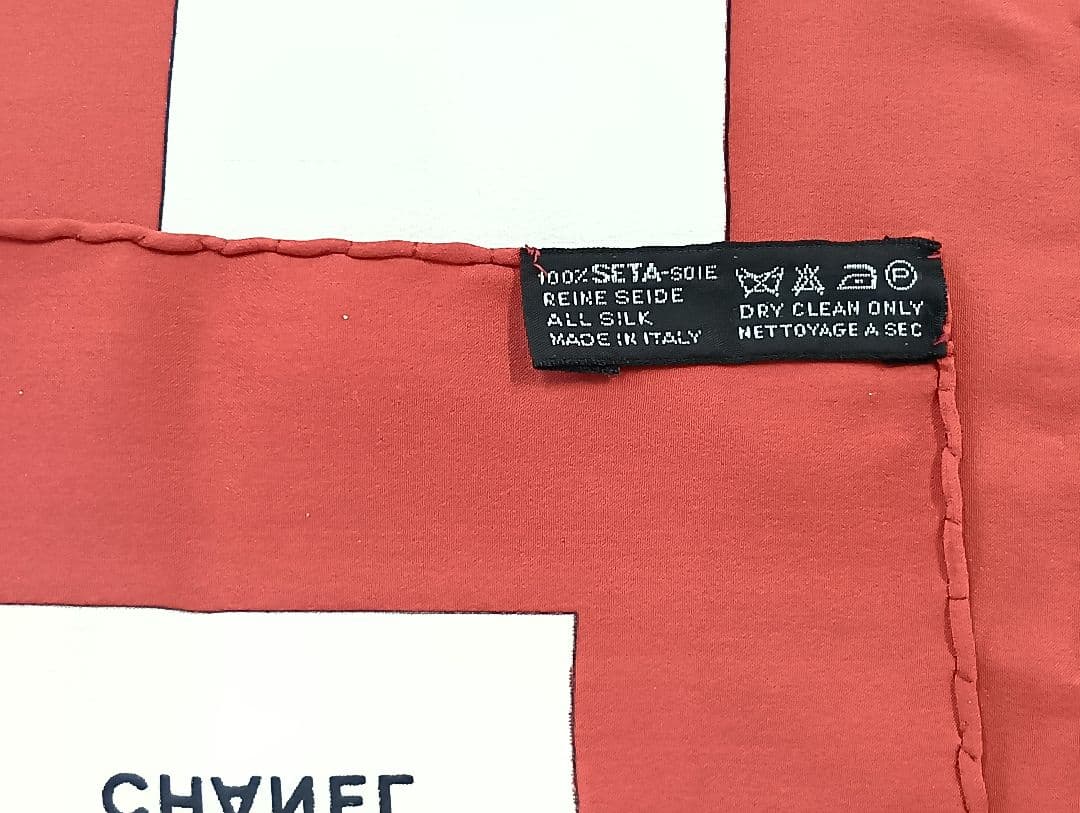 100% SETA-SOIE
REINE SEIDE
ALL SILK
MADE IN ITALY
P
DRY CLEAN ONLY
NETTOYAGE A SEC
CHANEL